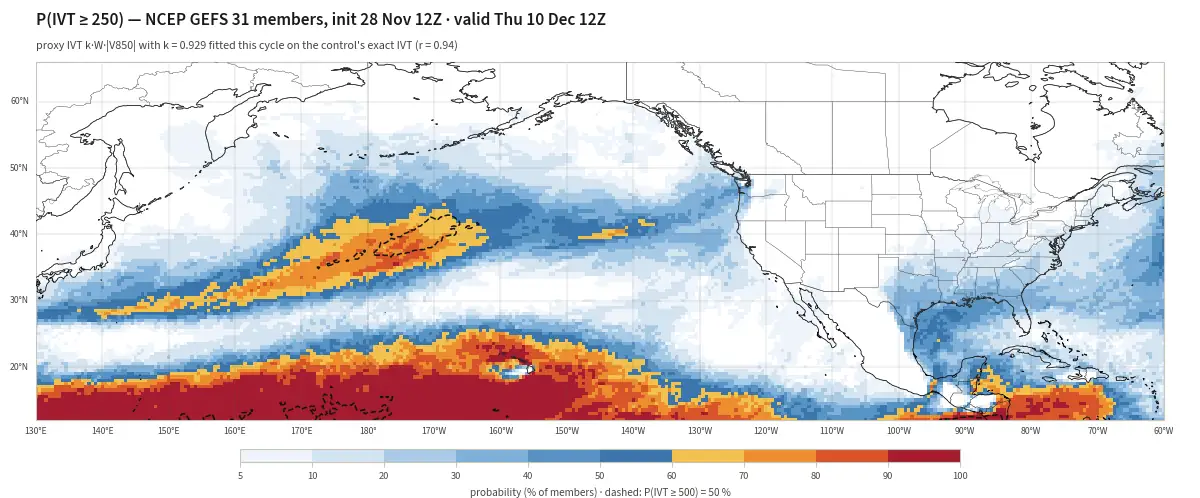 P(IVT ≥ 250) — NCEP GEFS 31 members, init 28 Nov 12Z · valid Thu 10 Dec 12Z
proxy IVT k·W·|V850| with k = 0.929 fitted this cycle on the control's exact IVT (r = 0.94)
60°N
50°N
40°N
30°N
20°N
130°E 140°E 150°E 160°E 170°E 180° 170°W 160°W 150°W 140°W 130°W 120°W 110°W 100°W 90°W 80°W 70°W 60°W
5 10 20 30 40 50 60 70 80 90 100
probability (% of members) · dashed: P(IVT ≥ 500) = 50 %